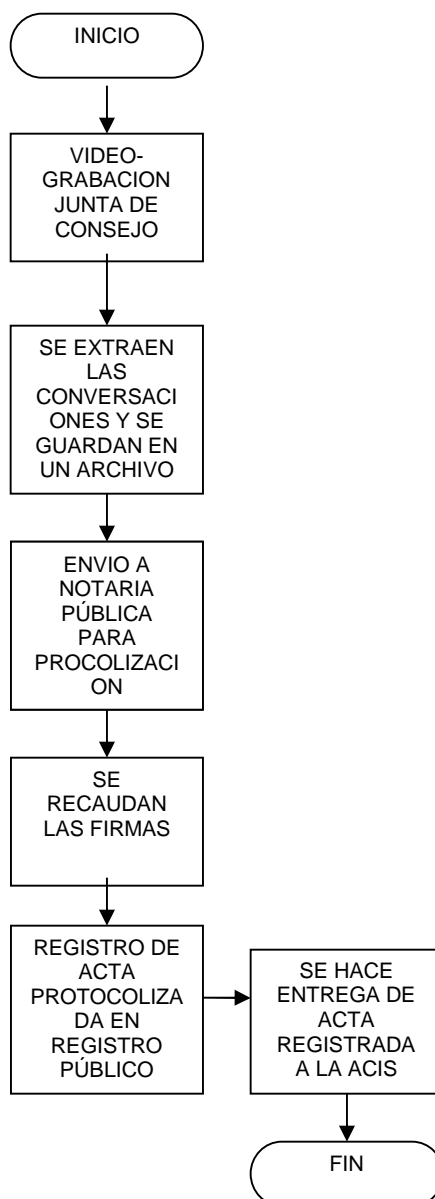 INICIO
VIDEO-
GRABACION
JUNTA DE
CONSEJO
SE EXTRAEN
LAS
CONVERSACI
ONES Y SE
GUARDAN EN
UN ARCHIVO
ENVIO A
NOTARIA
PÚBLICA
PARA
PROCOLIZACI
ON
SE
RECAUDAN
LAS FIRMAS
REGISTRO DE
ACTA
PROTOCOLIZA
DA EN
REGISTRO
PÚBLICO
SE HACE
ENTREGA DE
ACTA
REGISTRADA
A LA ACIS
FIN